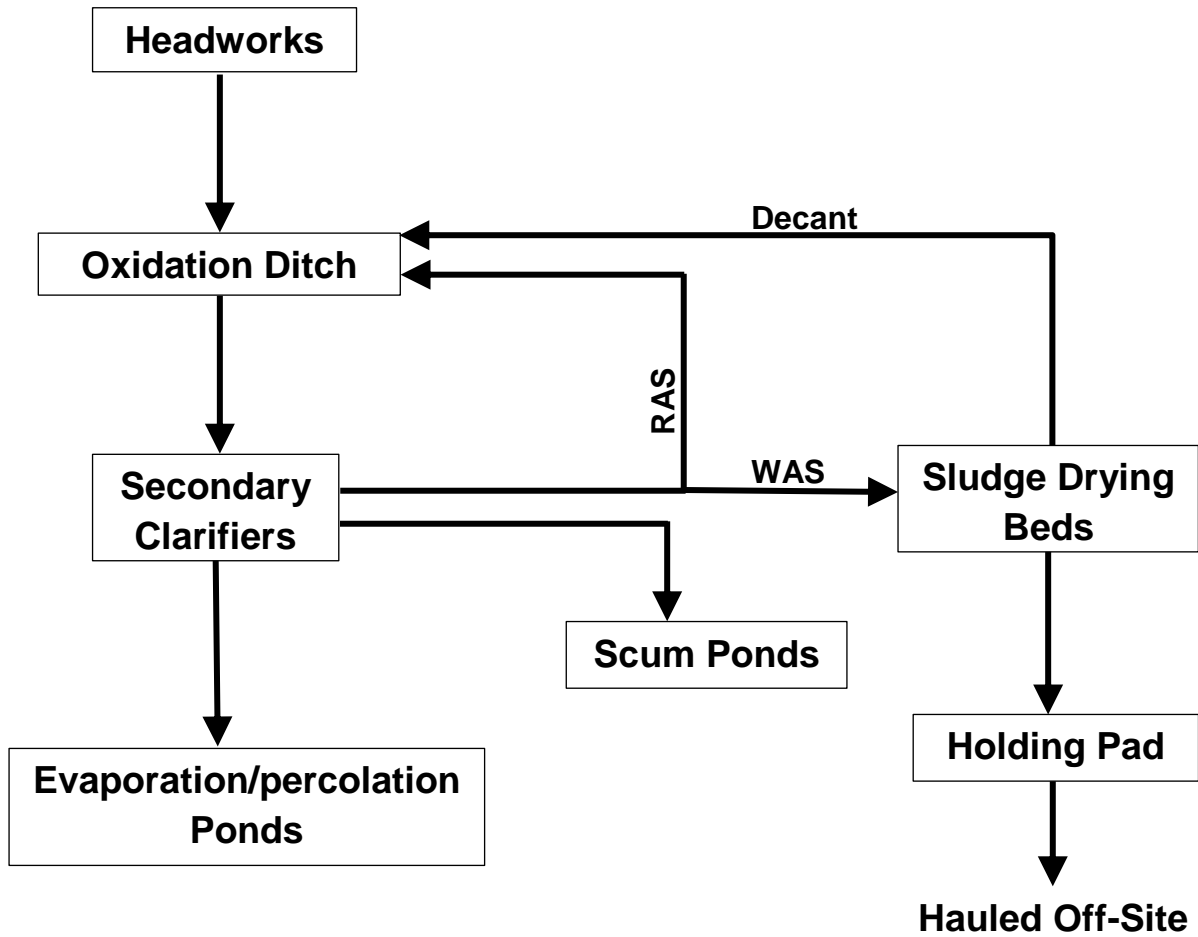 Headworks
Decant
Oxidation Ditch
RAS
WAS
Secondary
Clarifiers
Sludge Drying
Beds
Scum Ponds
Holding Pad
Evaporation/percolation
Ponds
Hauled Off-Site